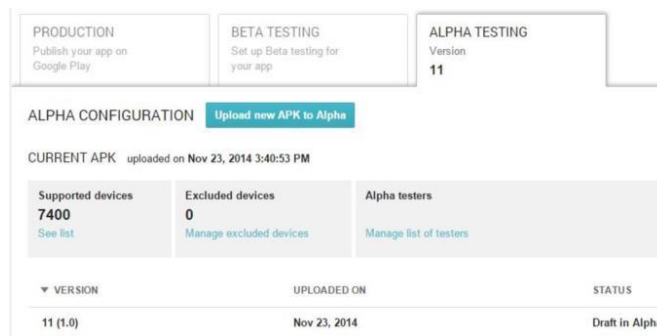 PRODUCTION
Publish your app on
Google Play
BETA TESTING
Set up Beta testing for
your app
ALPHA TESTING
Version
11
ALPHA CONFIGURATION Upload new APK to Alpha
CURRENT APK uploaded on Nov 23, 2014 3:40:53 PM
Supported devices
7400
See list
Excluded devices
0
Manage excluded devices
Alpha testers
Manage list of testers
▼ VERSION UPLOADED ON STATUS
11 (1.0) Nov 23, 2014 Draft in Alph